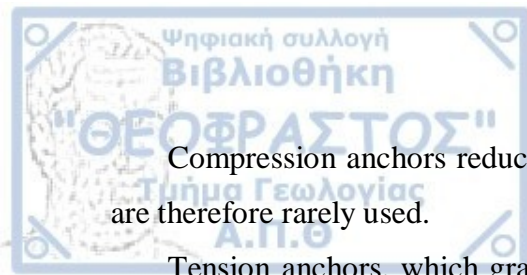 Ψηφιακή συλλογή
Βιβλιοθήκη
"ΘΕΟΦΡΑΣΤΟΣ"
Compression anchors reduc
Τμήμα Γεωλογίας
are therefore rarely used.
Α.Π.Θ
Tension anchors, which gra